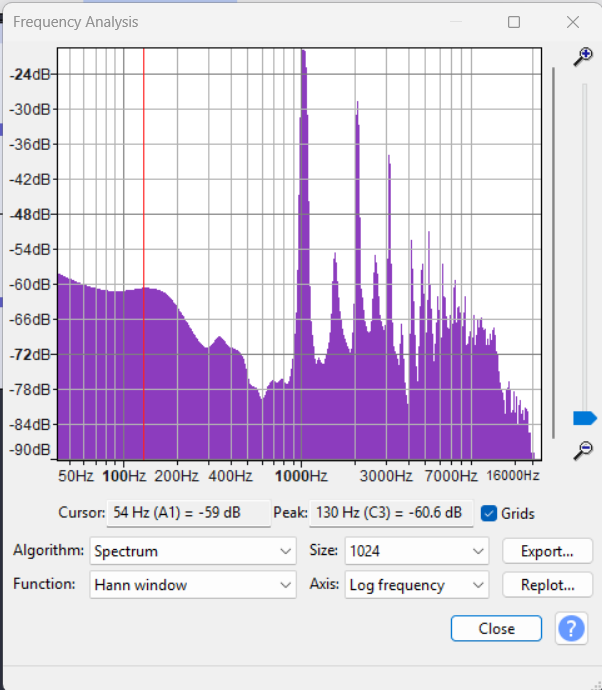 Frequency Analysis
-24dB
-30dB
-36dB
-42dB
-48dB
-54dB
-60dB
-66dB
-72dB
-78dB
-84dB
-90dB
50Hz 100Hz 200Hz 400Hz 1000Hz 3000Hz 7000Hz 16000Hz
Cursor: 54 Hz (A1) = -59 dB Peak: 130 Hz (C3) = -60.6 dB Grids
Algorithm: Spectrum Size: 1024 Export...
Function: Hann window Axis: Log frequency Replot...
Close ?